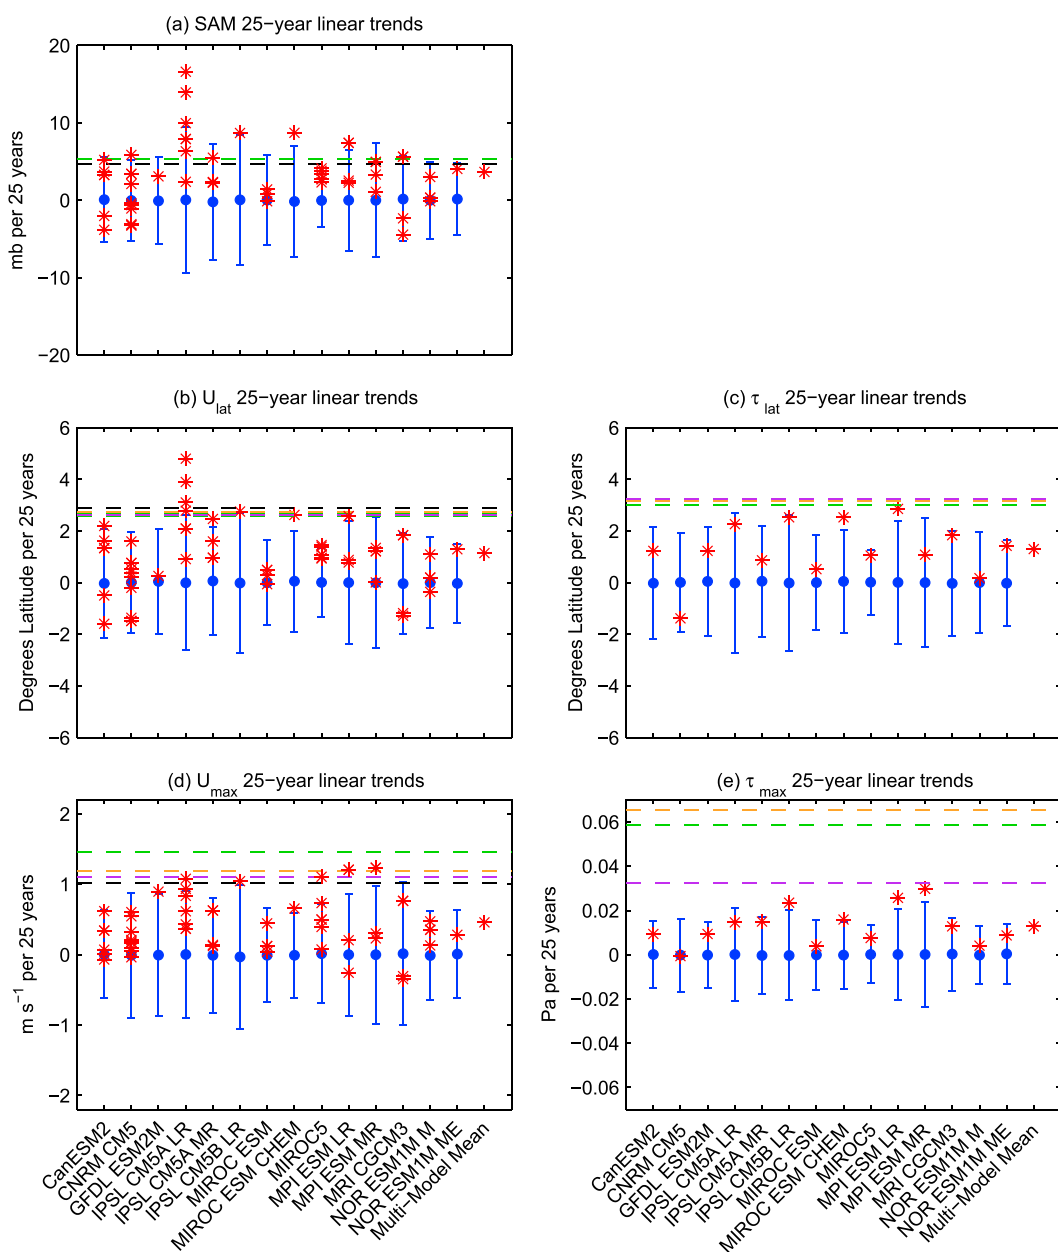 (a) SAM 25−year linear trends
20
10
0
−10
−20
mb per 25 years
(b) U_lat 25−year linear trends
6
4
2
0
−2
−4
−6
Degrees Latitude per 25 years
(c) τ_lat 25−year linear trends
6
4
2
0
−2
−4
−6
Degrees Latitude per 25 years
(d) U_max 25−year linear trends
2
1
0
−1
−2
m s⁻¹ per 25 years
CanESM2
CNRM CM5
GFDL ESM2M
IPSL CM5A LR
IPSL CM5A MR
IPSL CM5B LR
MIROC ESM
MIROC ESM CHEM
MIROC5
MPI ESM LR
MPI ESM MR
MRI CGCM3
NOR ESM1M M
NOR ESM1M ME
Multi−Model Mean
(e) τ_max 25−year linear trends
0.06
0.04
0.02
0
−0.02
−0.04
−0.06
Pa per 25 years
CanESM2
CNRM CM5
GFDL ESM2M
IPSL CM5A LR
IPSL CM5A MR
IPSL CM5B LR
MIROC ESM
MIROC ESM CHEM
MIROC5
MPI ESM LR
MPI ESM MR
MRI CGCM3
NOR ESM1M M
NOR ESM1M ME
Multi−Model Mean